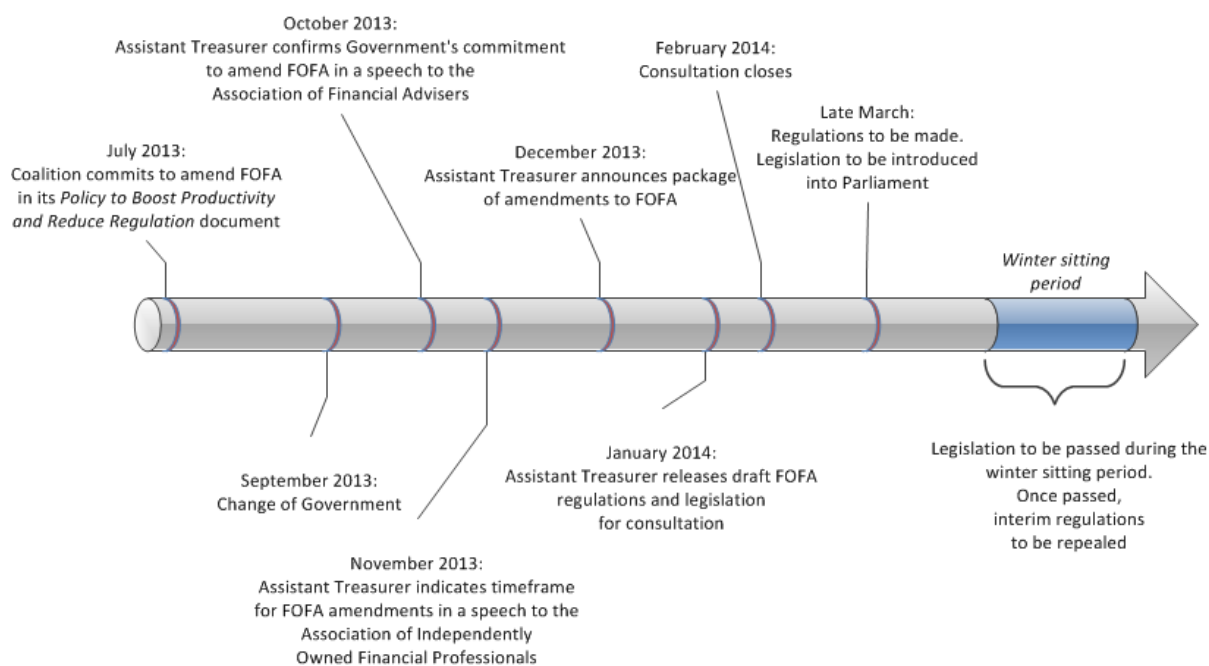 October 2013:
Assistant Treasurer confirms Government's commitment
to amend FOFA in a speech to the
Association of Financial Advisers
February 2014:
Consultation closes
Late March:
Regulations to be made.
Legislation to be introduced
into Parliament
July 2013:
Coalition commits to amend FOFA
in its Policy to Boost Productivity
and Reduce Regulation document
December 2013:
Assistant Treasurer announces package
of amendments to FOFA
Winter sitting
period
September 2013:
Change of Government
November 2013:
Assistant Treasurer indicates timeframe
for FOFA amendments in a speech to the
Association of Independently
Owned Financial Professionals
January 2014:
Assistant Treasurer releases draft FOFA
regulations and legislation
for consultation
Legislation to be passed during the
winter sitting period.
Once passed,
interim regulations
to be repealed